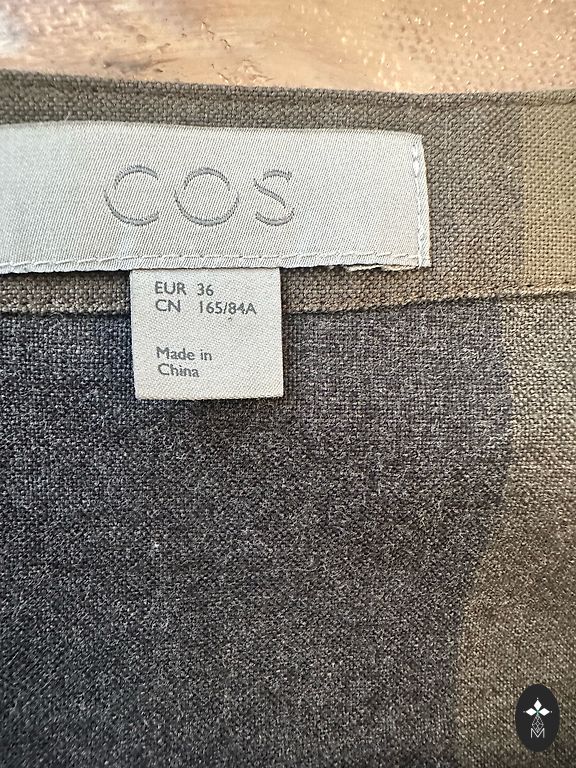 COS
EUR 36
CN 165/84A
Made in
China
M